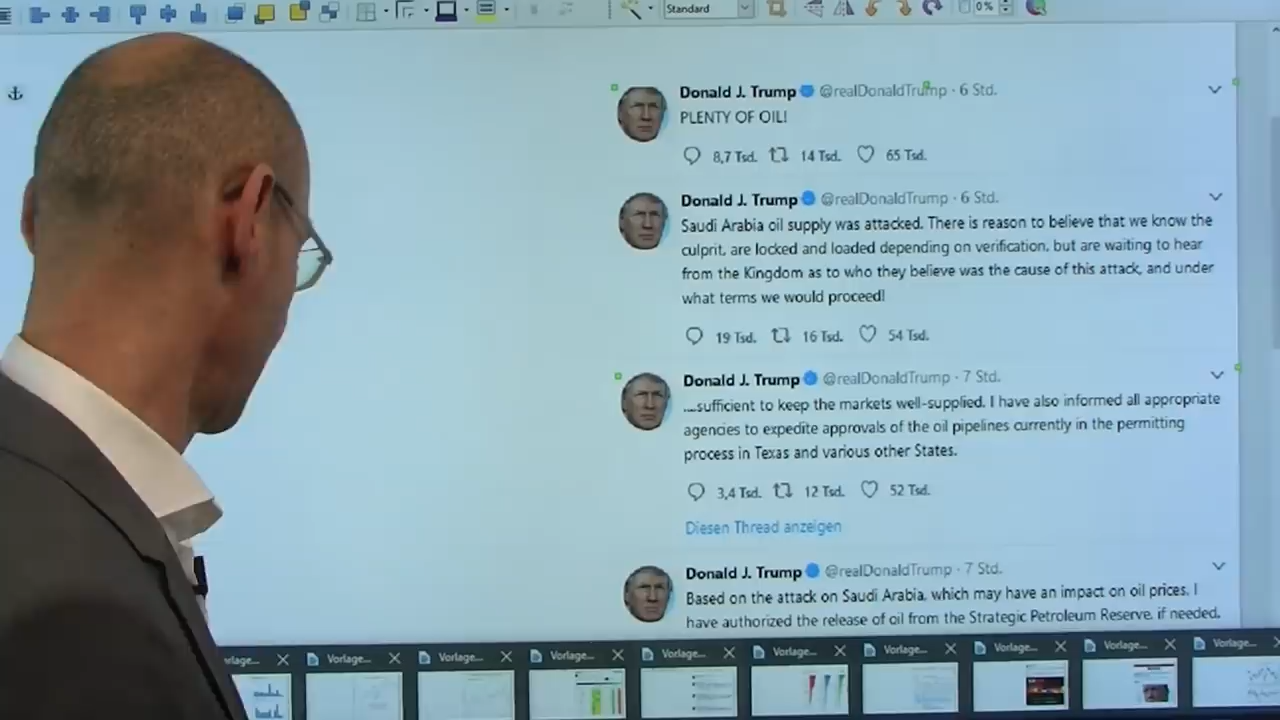 Standard
0%
Donald J. Trump @realDonaldTrump · 6 Std.
PLENTY OF OIL!
8,7 Tsd. 14 Tsd. 65 Tsd.
Donald J. Trump @realDonaldTrump · 6 Std.
Saudi Arabia oil supply was attacked. There is reason to believe that we know the
culprit, are locked and loaded depending on verification, but are waiting to hear
from the Kingdom as to who they believe was the cause of this attack, and under
what terms we would proceed!
19 Tsd. 16 Tsd. 54 Tsd.
Donald J. Trump @realDonaldTrump · 7 Std.
....sufficient to keep the markets well-supplied. I have also informed all appropriate
agencies to expedite approvals of the oil pipelines currently in the permitting
process in Texas and various other States.
3,4 Tsd. 12 Tsd. 52 Tsd.
Diesen Thread anzeigen
Donald J. Trump @realDonaldTrump · 7 Std.
Based on the attack on Saudi Arabia, which may have an impact on oil prices, I
have authorized the release of oil from the Strategic Petroleum Reserve, if needed,
Vorlage... Vorlage... Vorlage... Vorlage... Vorlage... Vorlage... Vorlage... Vorlage... Vorlage...